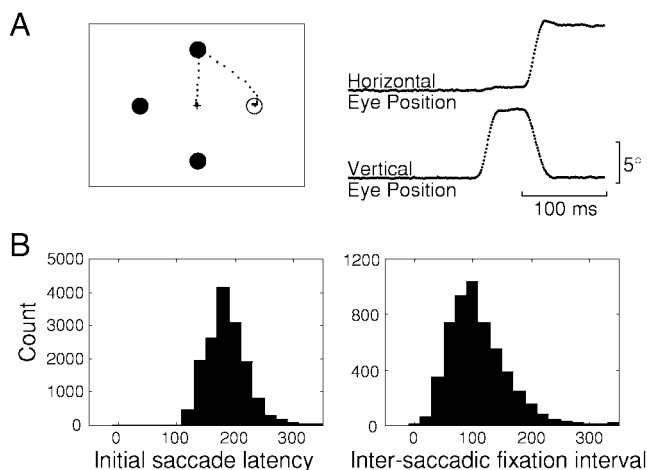 A
Horizontal
Eye Position
Vertical
Eye Position
5°
100 ms
B
5000
4000
3000
2000
1000
0
Count
0 100 200 300
Initial saccade latency
1200
800
400
0
0 100 200 300
Inter-saccadic fixation interval